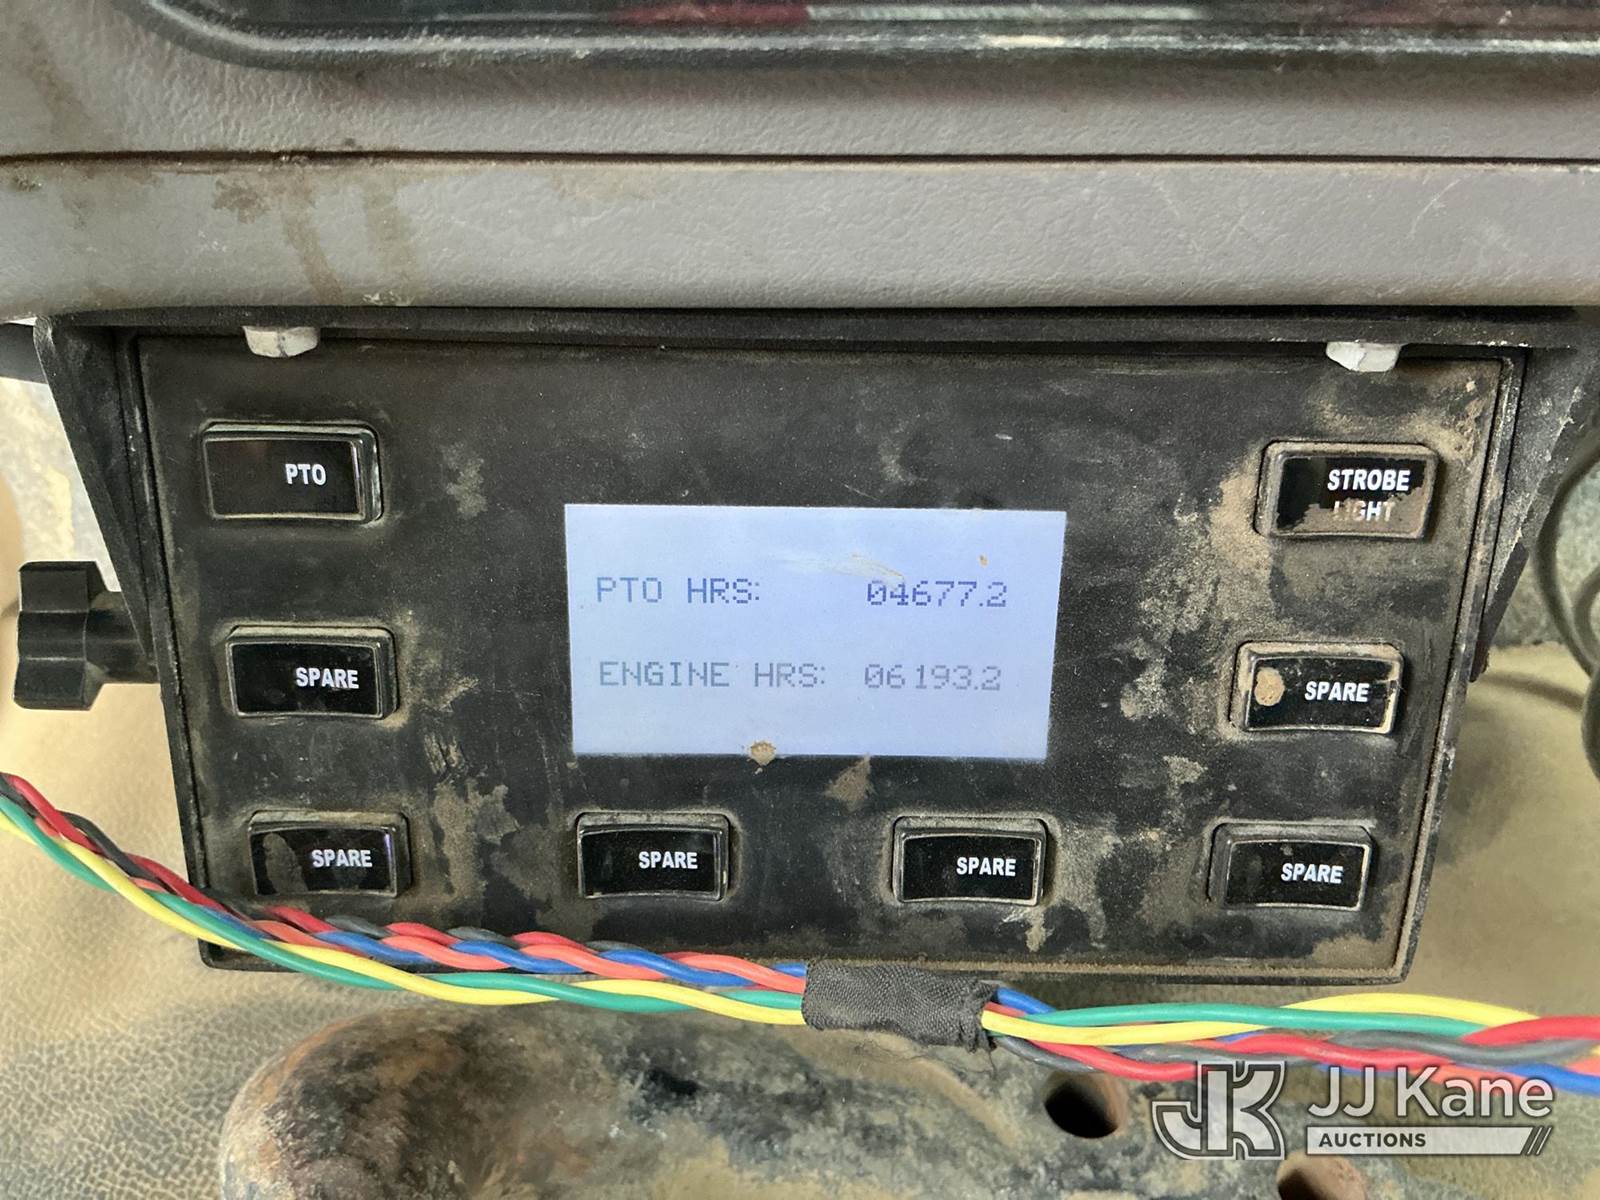 PTO
STROBE
LIGHT
PTO HRS: 04677.2
ENGINE HRS: 06193.2
SPARE
SPARE
SPARE
SPARE
SPARE
SPARE
JK JJ Kane
AUCTIONS